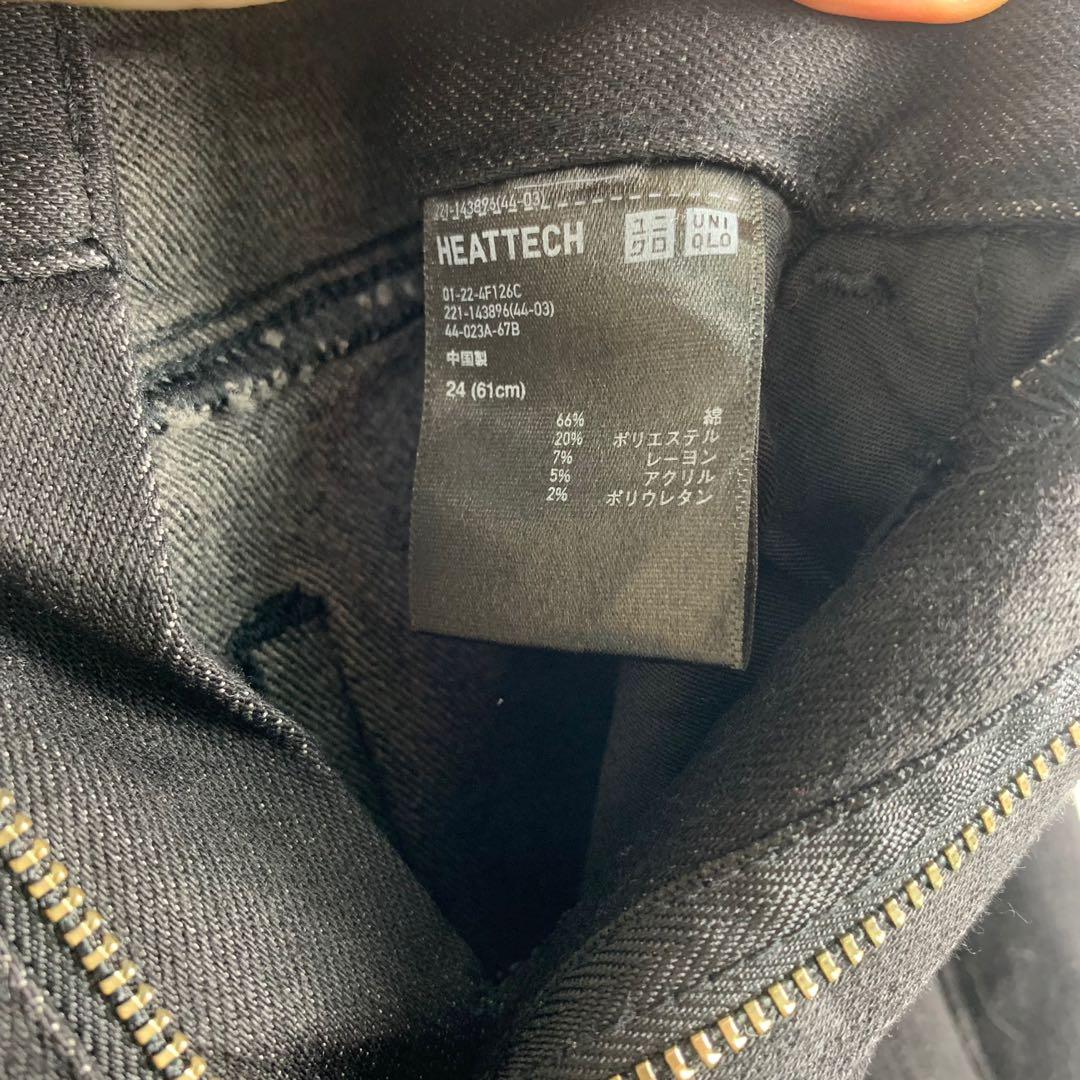 221-143896(44-03)
HEATTECH
ユニ
クロ
UNI
QLO
01-22-4F126C
221-143896(44-03)
44-023A-67B
中国製
24 (61cm)
66% 綿
20% ポリエステル
7% レーヨン
5% アクリル
2% ポリウレタン